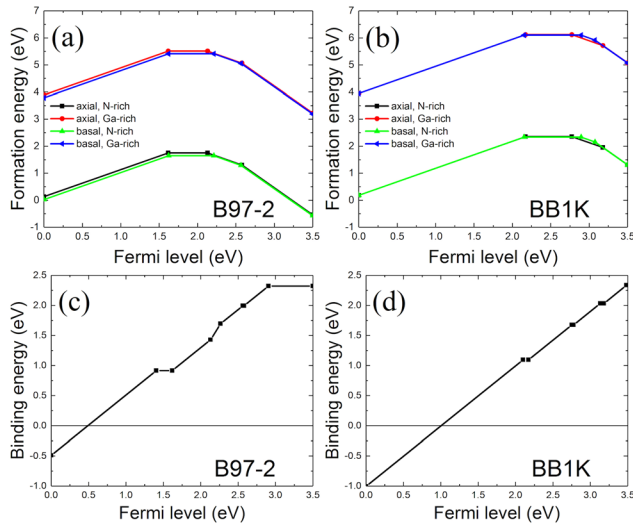 (a)
Formation energy (eV)
7
6
5
4
3
2
1
0
-1
axial, N-rich
axial, Ga-rich
basal, N-rich
basal, Ga-rich
B97-2
0.0 0.5 1.0 1.5 2.0 2.5 3.0 3.5
Fermi level (eV)
(b)
Formation energy (eV)
7
6
5
4
3
2
1
0
-1
axial, N-rich
axial, Ga-rich
basal, N-rich
basal, Ga-rich
BB1K
0.0 0.5 1.0 1.5 2.0 2.5 3.0 3.5
Fermi level (eV)
(c)
Binding energy (eV)
2.5
2.0
1.5
1.0
0.5
0.0
-0.5
-1.0
B97-2
0.0 0.5 1.0 1.5 2.0 2.5 3.0 3.5
Fermi level (eV)
(d)
Binding energy (eV)
2.5
2.0
1.5
1.0
0.5
0.0
-0.5
-1.0
BB1K
0.0 0.5 1.0 1.5 2.0 2.5 3.0 3.5
Fermi level (eV)